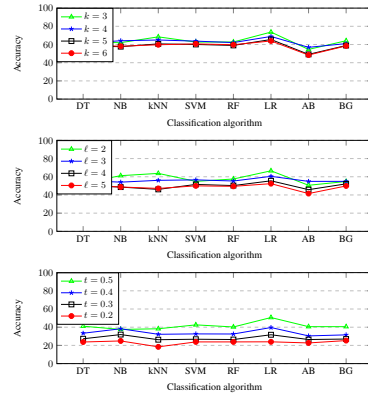 100
80
60
40
20
0
Accuracy
k = 3
k = 4
k = 5
k = 6
DT NB kNN SVM RF LR AB BG
Classification algorithm
100
80
60
40
20
0
Accuracy
ℓ = 2
ℓ = 3
ℓ = 4
ℓ = 5
DT NB kNN SVM RF LR AB BG
Classification algorithm
100
80
60
40
20
0
Accuracy
t = 0.5
t = 0.4
t = 0.3
t = 0.2
DT NB kNN SVM RF LR AB BG
Classification algorithm